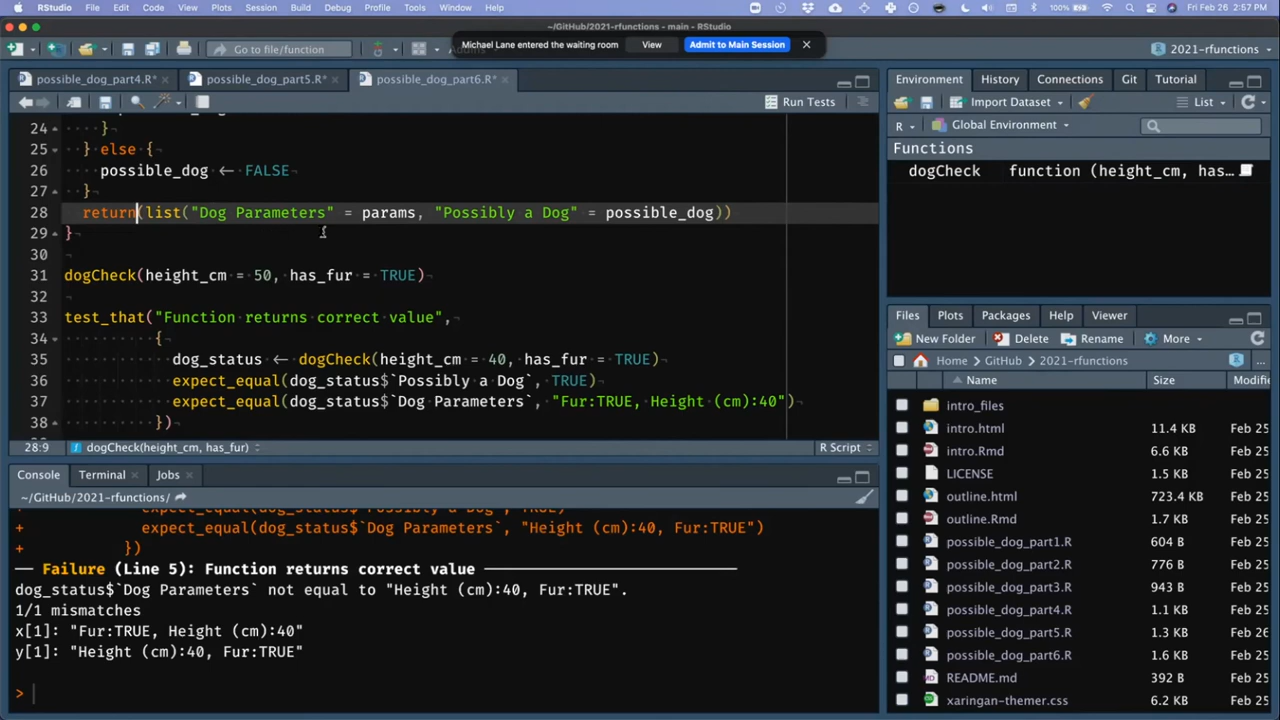 RStudio File Edit Code View Plots Session Build Debug Profile Tools Window Help 100% Fri Feb 26 2:57 PM
~/GitHub/2021-rfunctions - main - RStudio
Go to file/function Addins 2021-rfunctions
Michael Lane entered the waiting room View Admit to Main Session
possible_dog_part4.R* possible_dog_part5.R* possible_dog_part6.R*
Run Tests
24 }
25 } else {
26 possible_dog <- FALSE
27 }
28 return(list("Dog Parameters" = params, "Possibly a Dog" = possible_dog))
29 }
30
31 dogCheck(height_cm = 50, has_fur = TRUE)
32
33 test_that("Function returns correct value",
34 {
35 dog_status <- dogCheck(height_cm = 40, has_fur = TRUE)
36 expect_equal(dog_status$`Possibly a Dog`, TRUE)
37 expect_equal(dog_status$`Dog Parameters`, "Fur:TRUE, Height (cm):40")
38 })
28:9 dogCheck(height_cm, has_fur) R Script
Console Terminal Jobs
~/GitHub/2021-rfunctions/
+ expect_equal(dog_status$`Possibly a Dog`, TRUE)
+ expect_equal(dog_status$`Dog Parameters`, "Height (cm):40, Fur:TRUE")
+ })
── Failure (Line 5): Function returns correct value ──
dog_status$`Dog Parameters` not equal to "Height (cm):40, Fur:TRUE".
1/1 mismatches
x[1]: "Fur:TRUE, Height (cm):40"
y[1]: "Height (cm):40, Fur:TRUE"
>
Environment History Connections Git Tutorial
Import Dataset List
R Global Environment
Functions
dogCheck function (height_cm, has…
Files Plots Packages Help Viewer
New Folder Delete Rename More
Home GitHub 2021-rfunctions ...
Name Size Modifie
intro_files
intro.html 11.4 KB Feb 25
intro.Rmd 6.6 KB Feb 25
LICENSE 1.5 KB Feb 25
outline.html 723.4 KB Feb 25
outline.Rmd 1.7 KB Feb 25
possible_dog_part1.R 604 B Feb 26
possible_dog_part2.R 776 B Feb 25
possible_dog_part3.R 943 B Feb 25
possible_dog_part4.R 1.1 KB Feb 25
possible_dog_part5.R 1.3 KB Feb 26
possible_dog_part6.R 1.6 KB Feb 25
README.md 392 B Feb 25
xaringan-themer.css 6.2 KB Feb 25